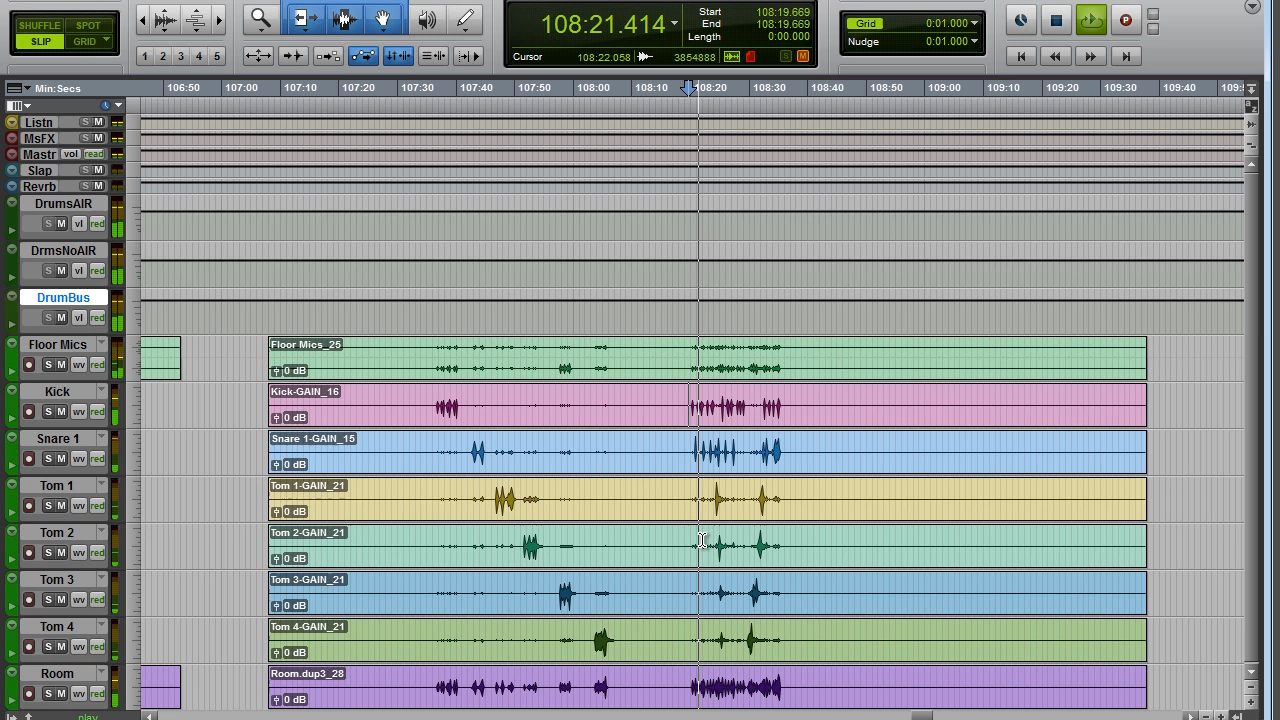 SHUFFLE SPOT
SLIP GRID
1 2 3 4 5
108:21.414
Start 108:19.669
End 108:19.669
Length 0:00.000
Cursor 108:22.058 3854888 S M
Grid 0:01.000
Nudge 0:01.000
P
Min:Secs 106:50 107:00 107:10 107:20 107:30 107:40 107:50 108:00 108:10 108:20 108:30 108:40 108:50 109:00 109:10 109:20 109:30 109:40 109:
a
z
Listn S M
MsFX S M
Mastr vol read
Slap S M
Revrb S M
DrumsAIR
S M vl red
DrmsNoAIR
S M vl red
DrumBus
S M vl red
Floor Mics Floor Mics_25
S M wv red 0 dB
Kick Kick-GAIN_16
S M wv red 0 dB
Snare 1 Snare 1-GAIN_15
S M wv red 0 dB
Tom 1 Tom 1-GAIN_21
S M wv red 0 dB
Tom 2 Tom 2-GAIN_21
S M wv red 0 dB
Tom 3 Tom 3-GAIN_21
S M wv red 0 dB
Tom 4 Tom 4-GAIN_21
S M wv red 0 dB
Room Room.dup3_28
S M wv red 0 dB
play